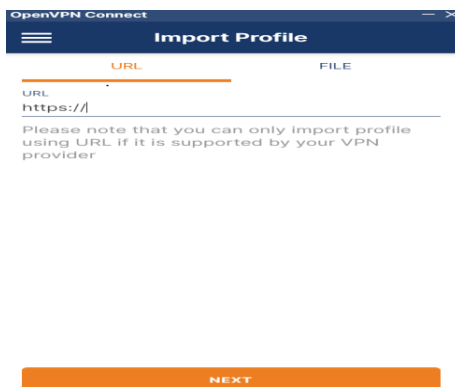 OpenVPN Connect
Import Profile
URL
FILE
URL
https://
Please note that you can only import profile
using URL if it is supported by your VPN
provider
NEXT